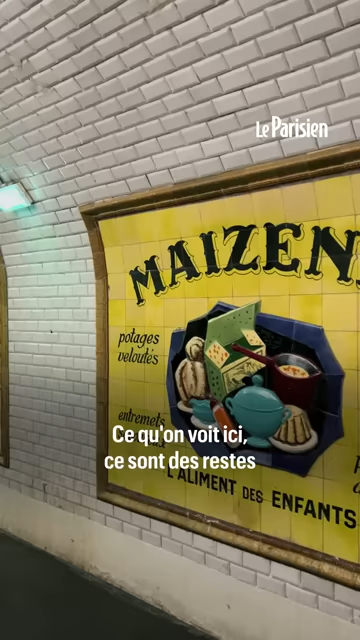 Le Parisien
MAIZEN
potages
veloutés
entremets
Ce qu'on voit ici,
ce sont des restes
L'ALIMENT DES ENFANTS